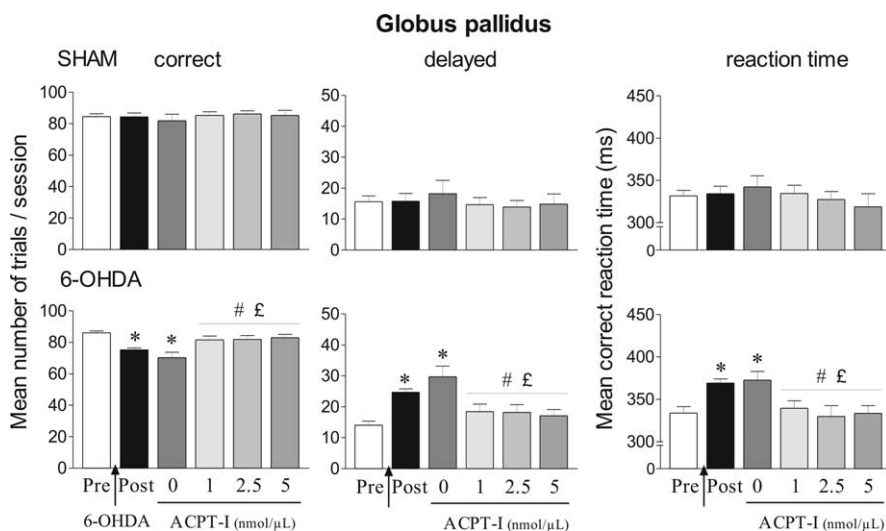 Globus pallidus
SHAM correct delayed reaction time
Mean number of trials / session
Mean correct reaction time (ms)
100
80
60
40
20
0
50
40
30
20
10
0
450
400
350
300
0
6-OHDA
100
80
60
40
20
0
* * # £
Pre Post 0 1 2.5 5
6-OHDA ACPT-I (nmol/µL)
50
40
30
20
10
0
* * # £
Pre Post 0 1 2.5 5
ACPT-I (nmol/µL)
450
400
350
300
0
* * # £
Pre Post 0 1 2.5 5
ACPT-I (nmol/µL)